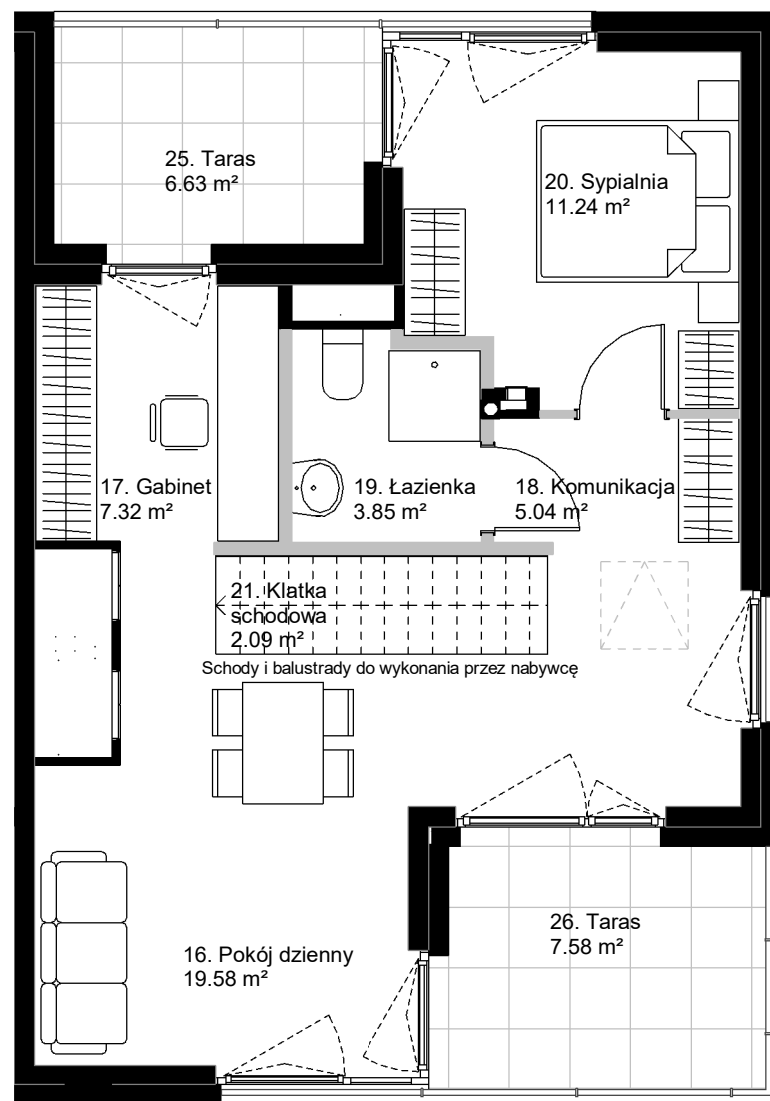 25. Taras
6.63 m²
20. Sypialnia
11.24 m²
17. Gabinet
7.32 m²
19. Łazienka
3.85 m²
18. Komunikacja
5.04 m²
21. Klatka
schodowa
2.09 m²
Schody i balustrady do wykonania przez nabywcę
26. Taras
7.58 m²
16. Pokój dzienny
19.58 m²